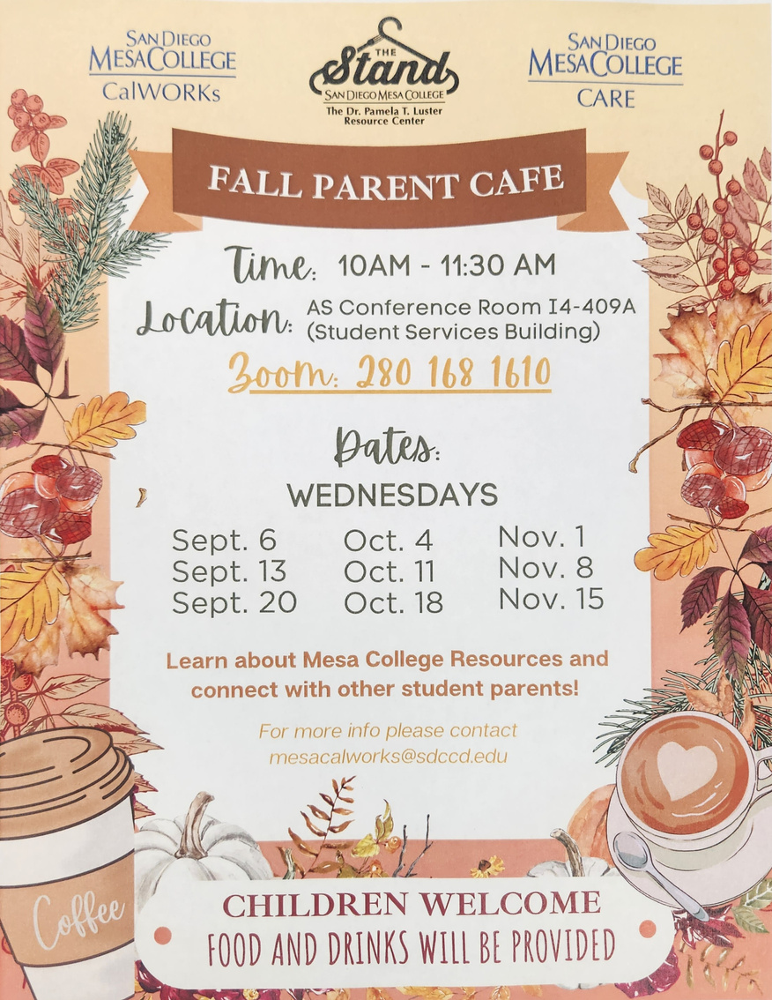 SAN DIEGO
MESA COLLEGE
CalWORKs
THE
Stand
SAN DIEGO MESA COLLEGE
The Dr. Pamela T. Luster
Resource Center
SAN DIEGO
MESA COLLEGE
CARE
FALL PARENT CAFE
Time: 10AM - 11:30 AM
Location: AS Conference Room I4-409A
(Student Services Building)
Zoom: 280 168 1610
Dates:
WEDNESDAYS
Sept. 6 Oct. 4 Nov. 1
Sept. 13 Oct. 11 Nov. 8
Sept. 20 Oct. 18 Nov. 15
Learn about Mesa College Resources and
connect with other student parents!
For more info please contact
mesacalworks@sdccd.edu
Coffee
CHILDREN WELCOME
FOOD AND DRINKS WILL BE PROVIDED